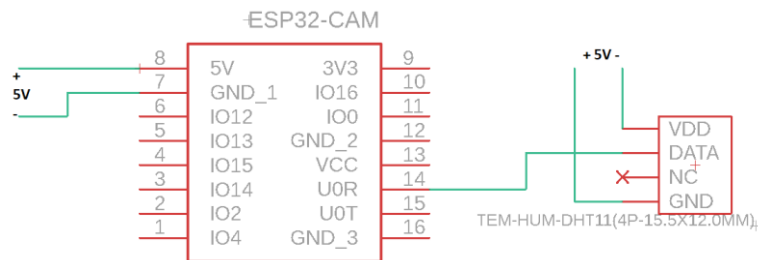 ESP32-CAM
8 5V 3V3 9
7 GND_1 IO16 10
6 IO12 IO0 11
5 IO13 GND_2 12
4 IO15 VCC 13
3 IO14 U0R 14
2 IO2 U0T 15
1 IO4 GND_3 16
+
5V
-
+ 5V -
VDD
DATA
NC
GND
TEM-HUM-DHT11(4P-15.5X12.0MM)